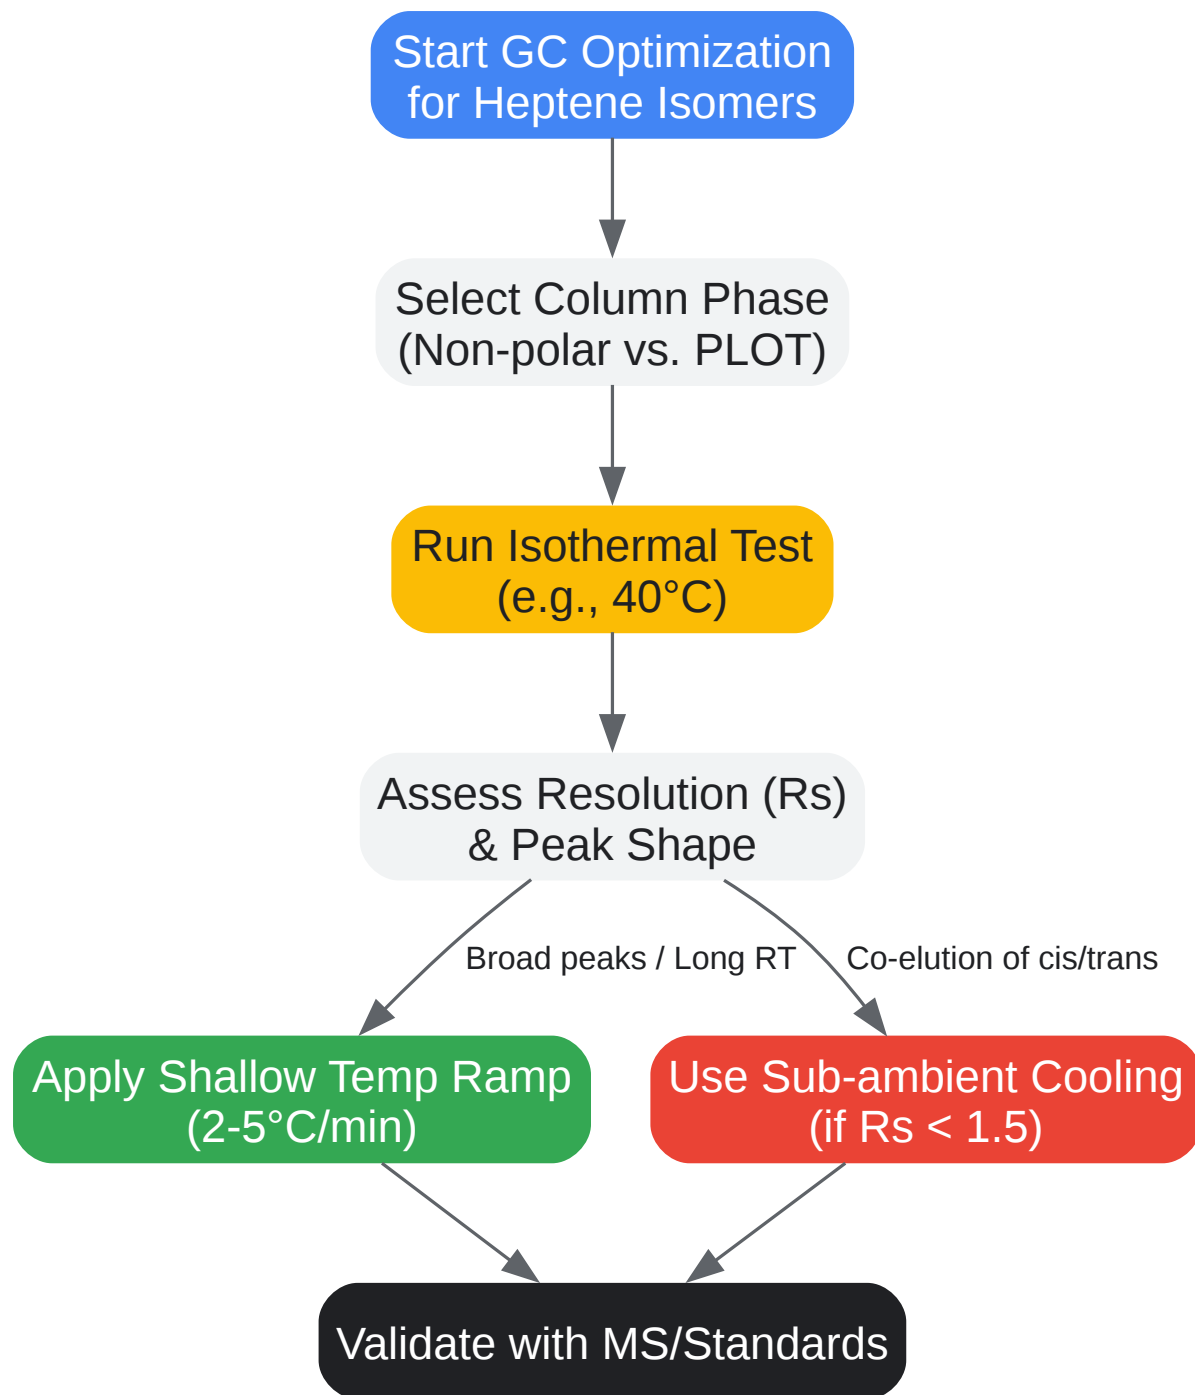 Start GC Optimization
for Heptene Isomers
Select Column Phase
(Non-polar vs. PLOT)
Run Isothermal Test
(e.g., 40°C)
Assess Resolution (Rs)
& Peak Shape
Broad peaks / Long RT
Co-elution of cis/trans
Apply Shallow Temp Ramp
(2-5°C/min)
Use Sub-ambient Cooling
(if Rs < 1.5)
Validate with MS/Standards